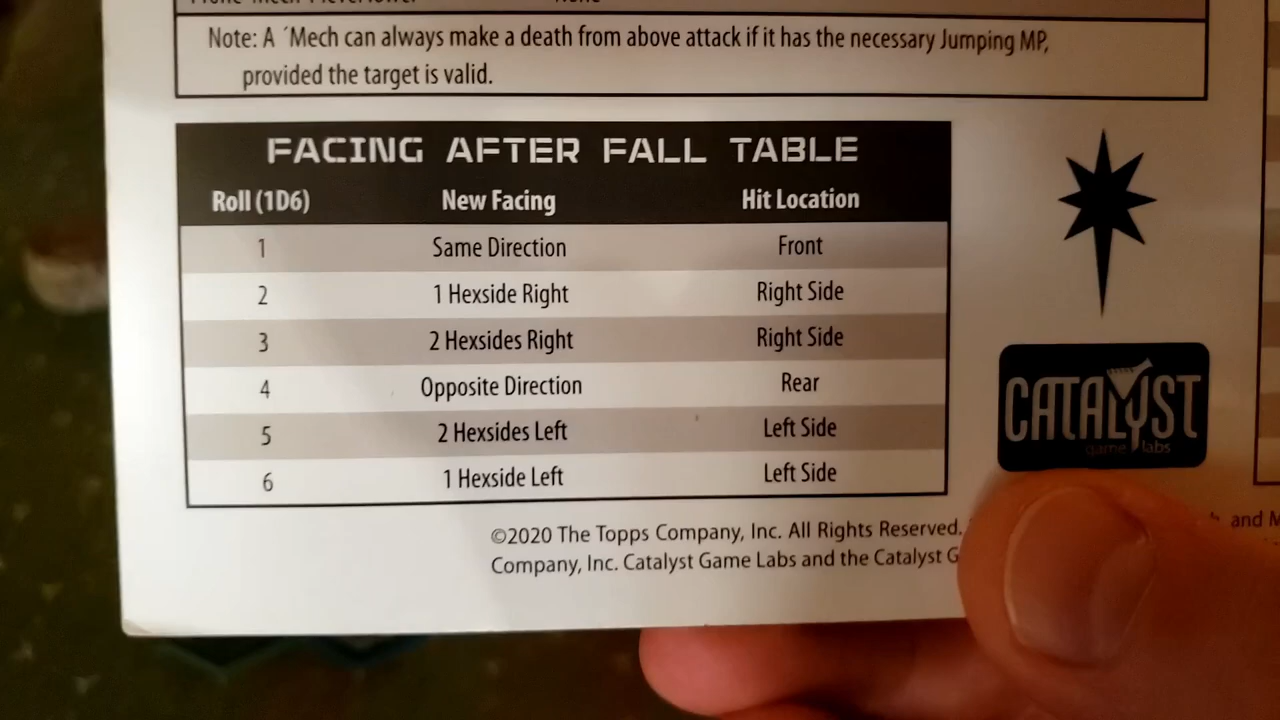 Note: A ´Mech can always make a death from above attack if it has the necessary Jumping MP,
provided the target is valid.
FACING AFTER FALL TABLE
Roll (1D6) New Facing Hit Location
1 Same Direction Front
2 1 Hexside Right Right Side
3 2 Hexsides Right Right Side
4 Opposite Direction Rear
5 2 Hexsides Left Left Side
6 1 Hexside Left Left Side
CATALYST
game labs
©2020 The Topps Company, Inc. All Rights Reserved.
and M
Company, Inc. Catalyst Game Labs and the Catalyst G